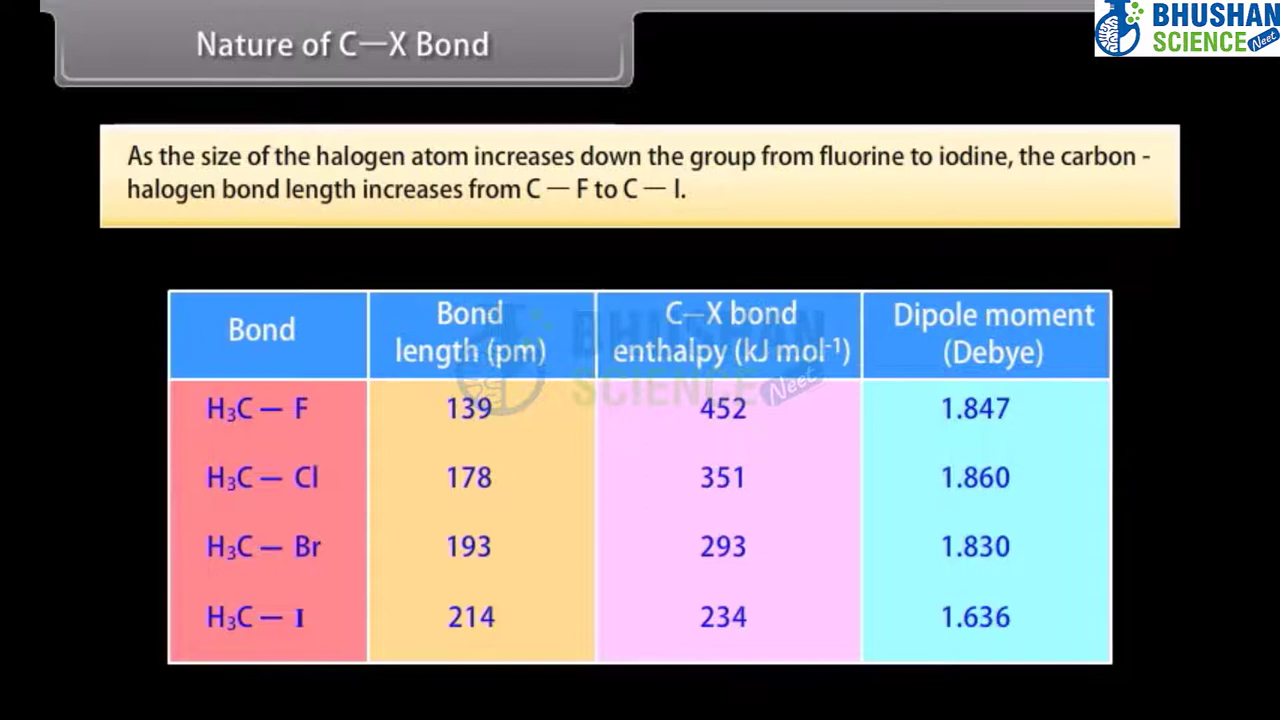 Nature of C—X Bond
BHUSHAN
SCIENCE Neet
As the size of the halogen atom increases down the group from fluorine to iodine, the carbon -
halogen bond length increases from C — F to C — I.
Bond
Bond
length (pm)
C—X bond
enthalpy (kJ mol⁻¹)
Dipole moment
(Debye)
BHUSHAN
SCIENCE Neet
H₃C — F 139 452 1.847
H₃C — Cl 178 351 1.860
H₃C — Br 193 293 1.830
H₃C — I 214 234 1.636